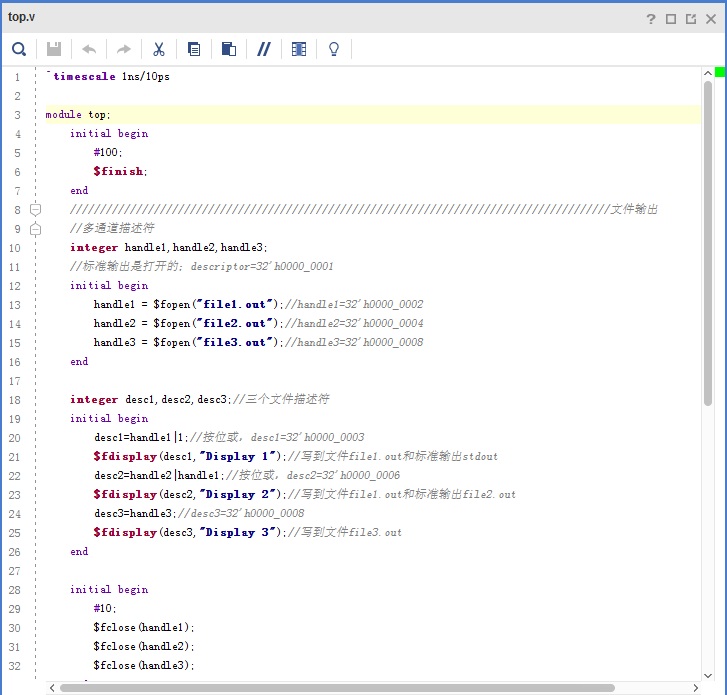 top.v
? 
1 `timescale 1ns/10ps
2
3 module top;
4 initial begin
5 #100;
6 $finish;
7 end
8 //////////////////////////////////////////////////////////////////////////////////////////文件输出
9 //多通道描述符
10 integer handle1,handle2,handle3;
11 //标准输出是打开的; descriptor=32'h0000_0001
12 initial begin
13 handle1 = $fopen("file1.out");//handle1=32'h0000_0002
14 handle2 = $fopen("file2.out");//handle2=32'h0000_0004
15 handle3 = $fopen("file3.out");//handle3=32'h0000_0008
16 end
17
18 integer desc1,desc2,desc3;//三个文件描述符
19 initial begin
20 desc1=handle1|1;//按位或，desc1=32'h0000_0003
21 $fdisplay(desc1,"Display 1");//写到文件file1.out和标准输出stdout
22 desc2=handle2|handle1;//按位或，desc2=32'h0000_0006
23 $fdisplay(desc2,"Display 2");//写到文件file1.out和标准输出file2.out
24 desc3=handle3;//desc3=32'h0000_0008
25 $fdisplay(desc3,"Display 3");//写到文件file3.out
26 end
27
28 initial begin
29 #10;
30 $fclose(handle1);
31 $fclose(handle2);
32 $fclose(handle3);